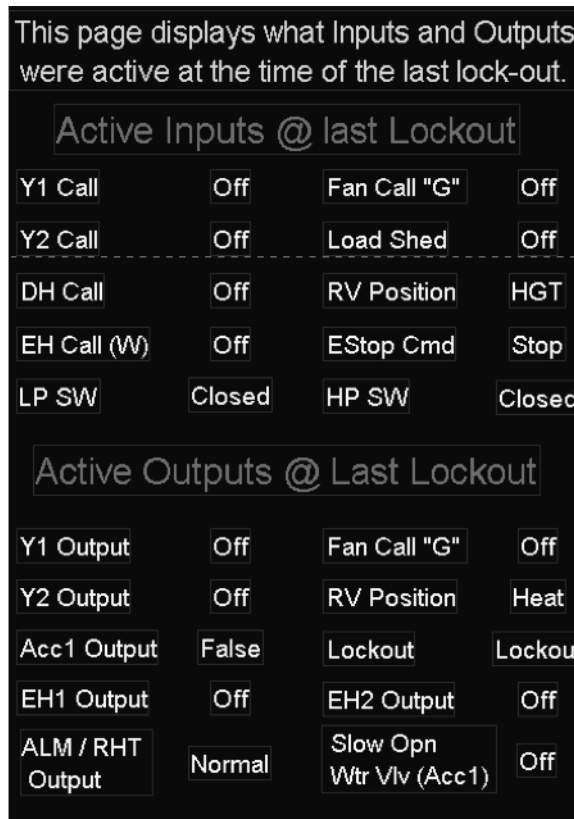 This page displays what Inputs and Outputs
were active at the time of the last lock-out.
Active Inputs @ last Lockout
Y1 Call Off Fan Call "G" Off
Y2 Call Off Load Shed Off
DH Call Off RV Position HGT
EH Call (W) Off EStop Cmd Stop
LP SW Closed HP SW Closed
Active Outputs @ Last Lockout
Y1 Output Off Fan Call "G" Off
Y2 Output Off RV Position Heat
Acc1 Output False Lockout Lockou
EH1 Output Off EH2 Output Off
ALM / RHT
Output
Normal
Slow Opn
Wtr Vlv (Acc1)
Off